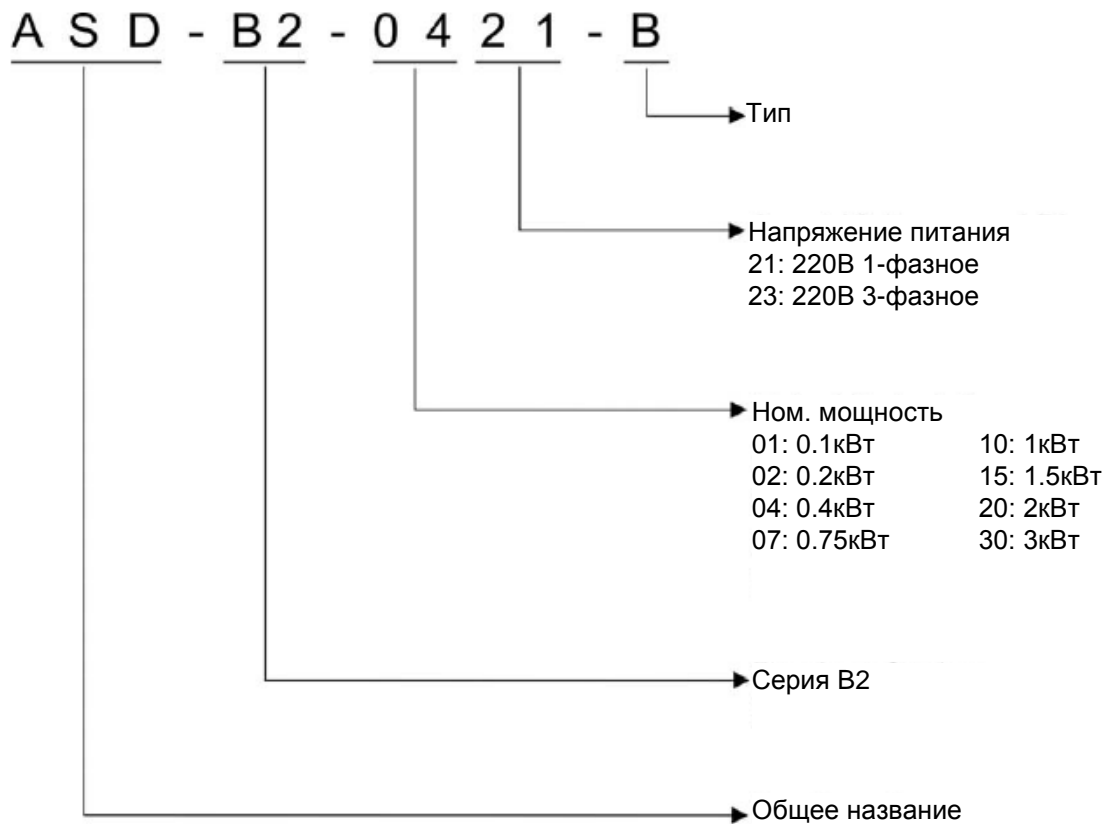 A S D - B 2 - 0 4 2 1 - B
Тип
Напряжение питания
21: 220В 1-фазное
23: 220В 3-фазное
Ном. мощность
01: 0.1кВт 10: 1кВт
02: 0.2кВт 15: 1.5кВт
04: 0.4кВт 20: 2кВт
07: 0.75кВт 30: 3кВт
Серия B2
Общее название